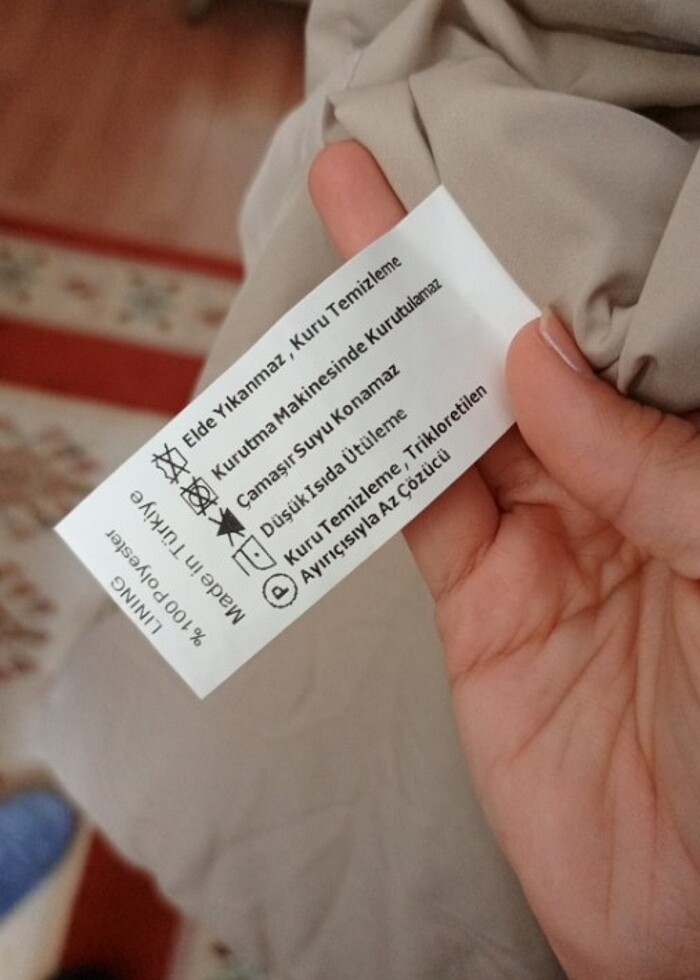 Elde Yıkanmaz , Kuru Temizleme
Kurutma Makinesinde Kurutulamaz
Çamaşır Suyu Konamaz
Düşük Isıda Ütüleme
P
Kuru Temizleme , Trikloretilen
Ayırıçısıyla Az Çözücü
LINING
%100 Polyester
Made in Türkiye